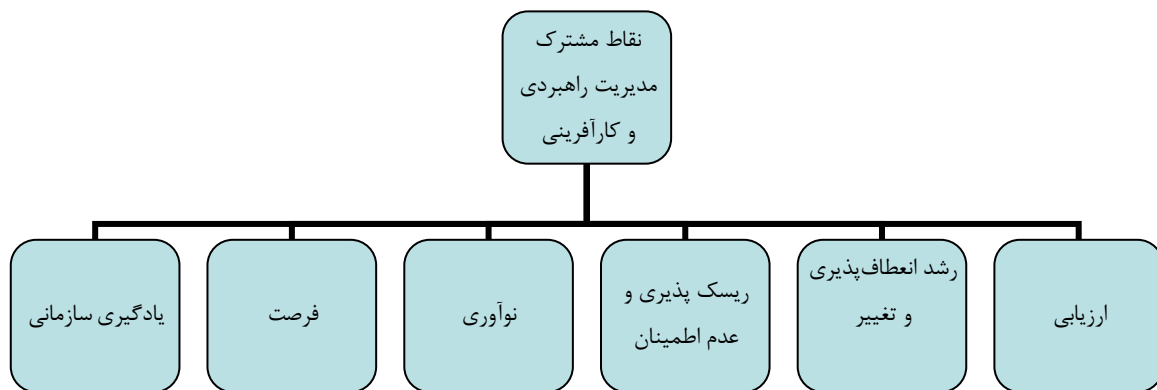 نقاط مشترک
مدیریت راهبردی
و کارآفرینی
ارزیابی
رشد انعطاف‌پذیری
و تغییر
ریسک پذیری و
عدم اطمینان
نوآوری
فرصت
یادگیری سازمانی